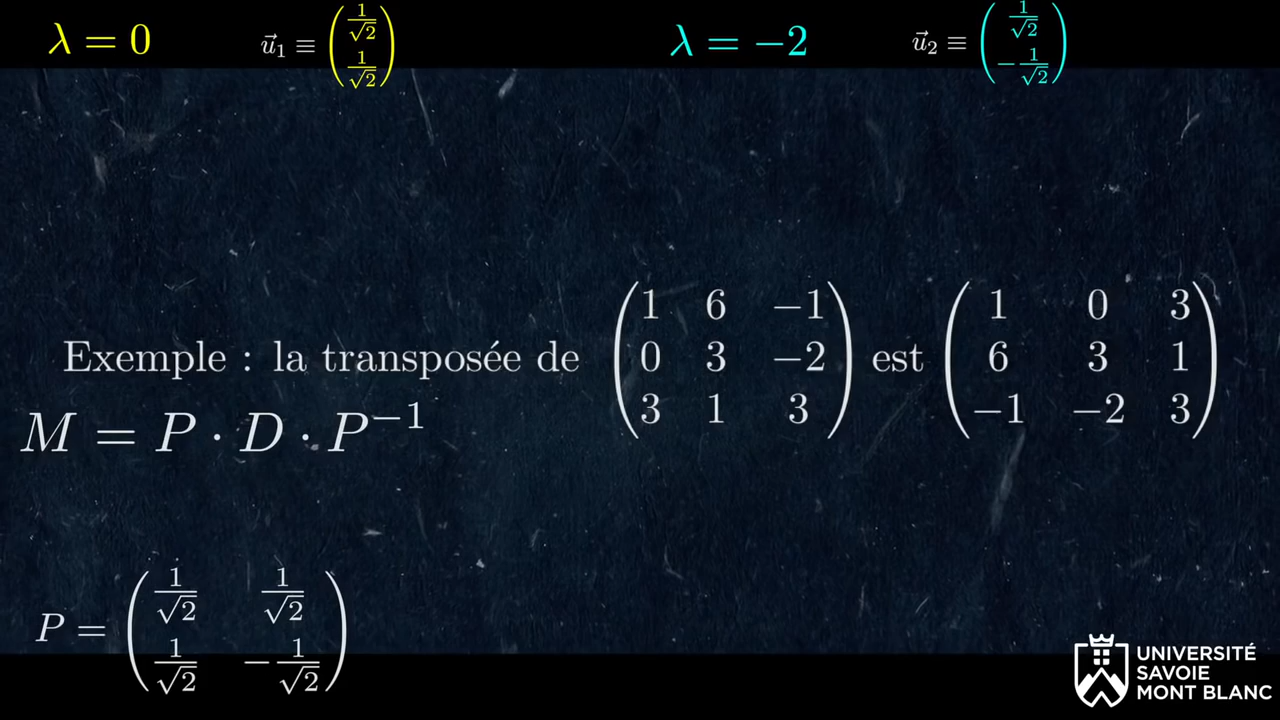 λ = 0 u⃗₁ ≡ (1/√2 ; 1/√2) λ = −2 u⃗₂ ≡ (1/√2 ; −1/√2)
Exemple : la transposée de (1 6 −1 ; 0 3 −2 ; 3 1 3) est (1 0 3 ; 6 3 1 ; −1 −2 3)
M = P · D · P⁻¹
P = (1/√2 1/√2 ; 1/√2 −1/√2)
UNIVERSITÉ
SAVOIE
MONT BLANC